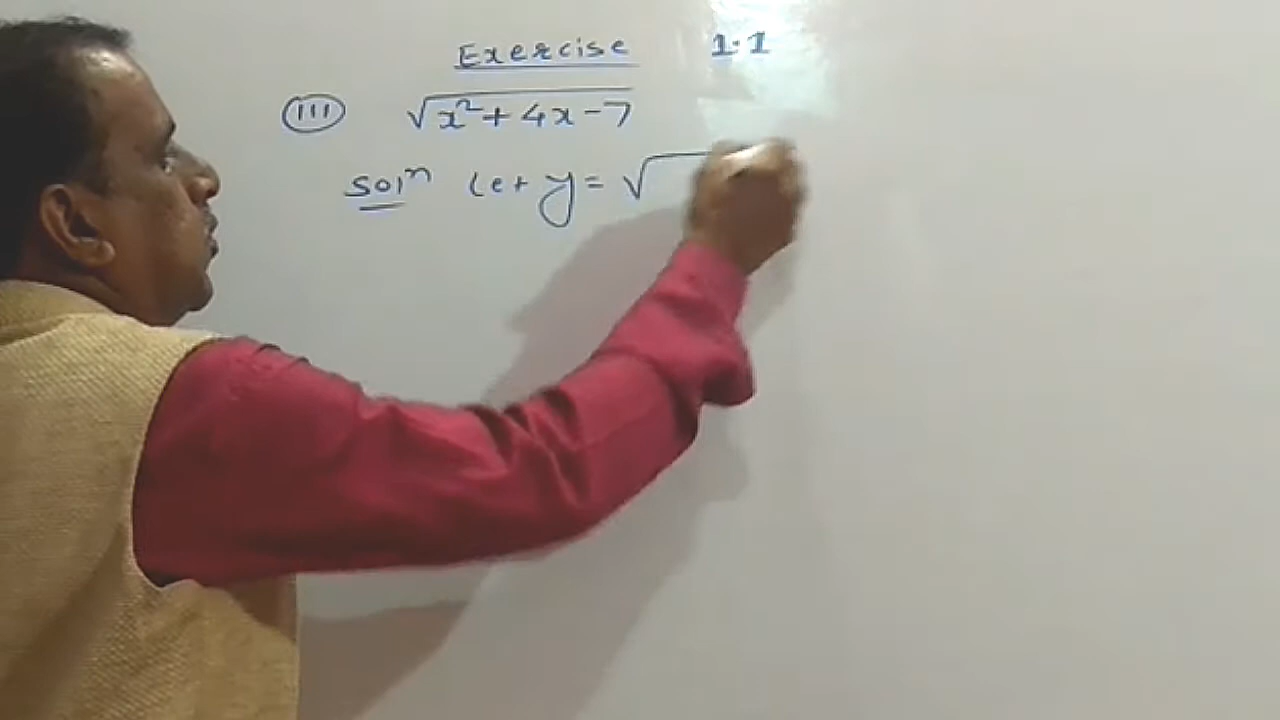 Exercise 1.1
(III) √x²+4x-7
Solⁿ Let y = √